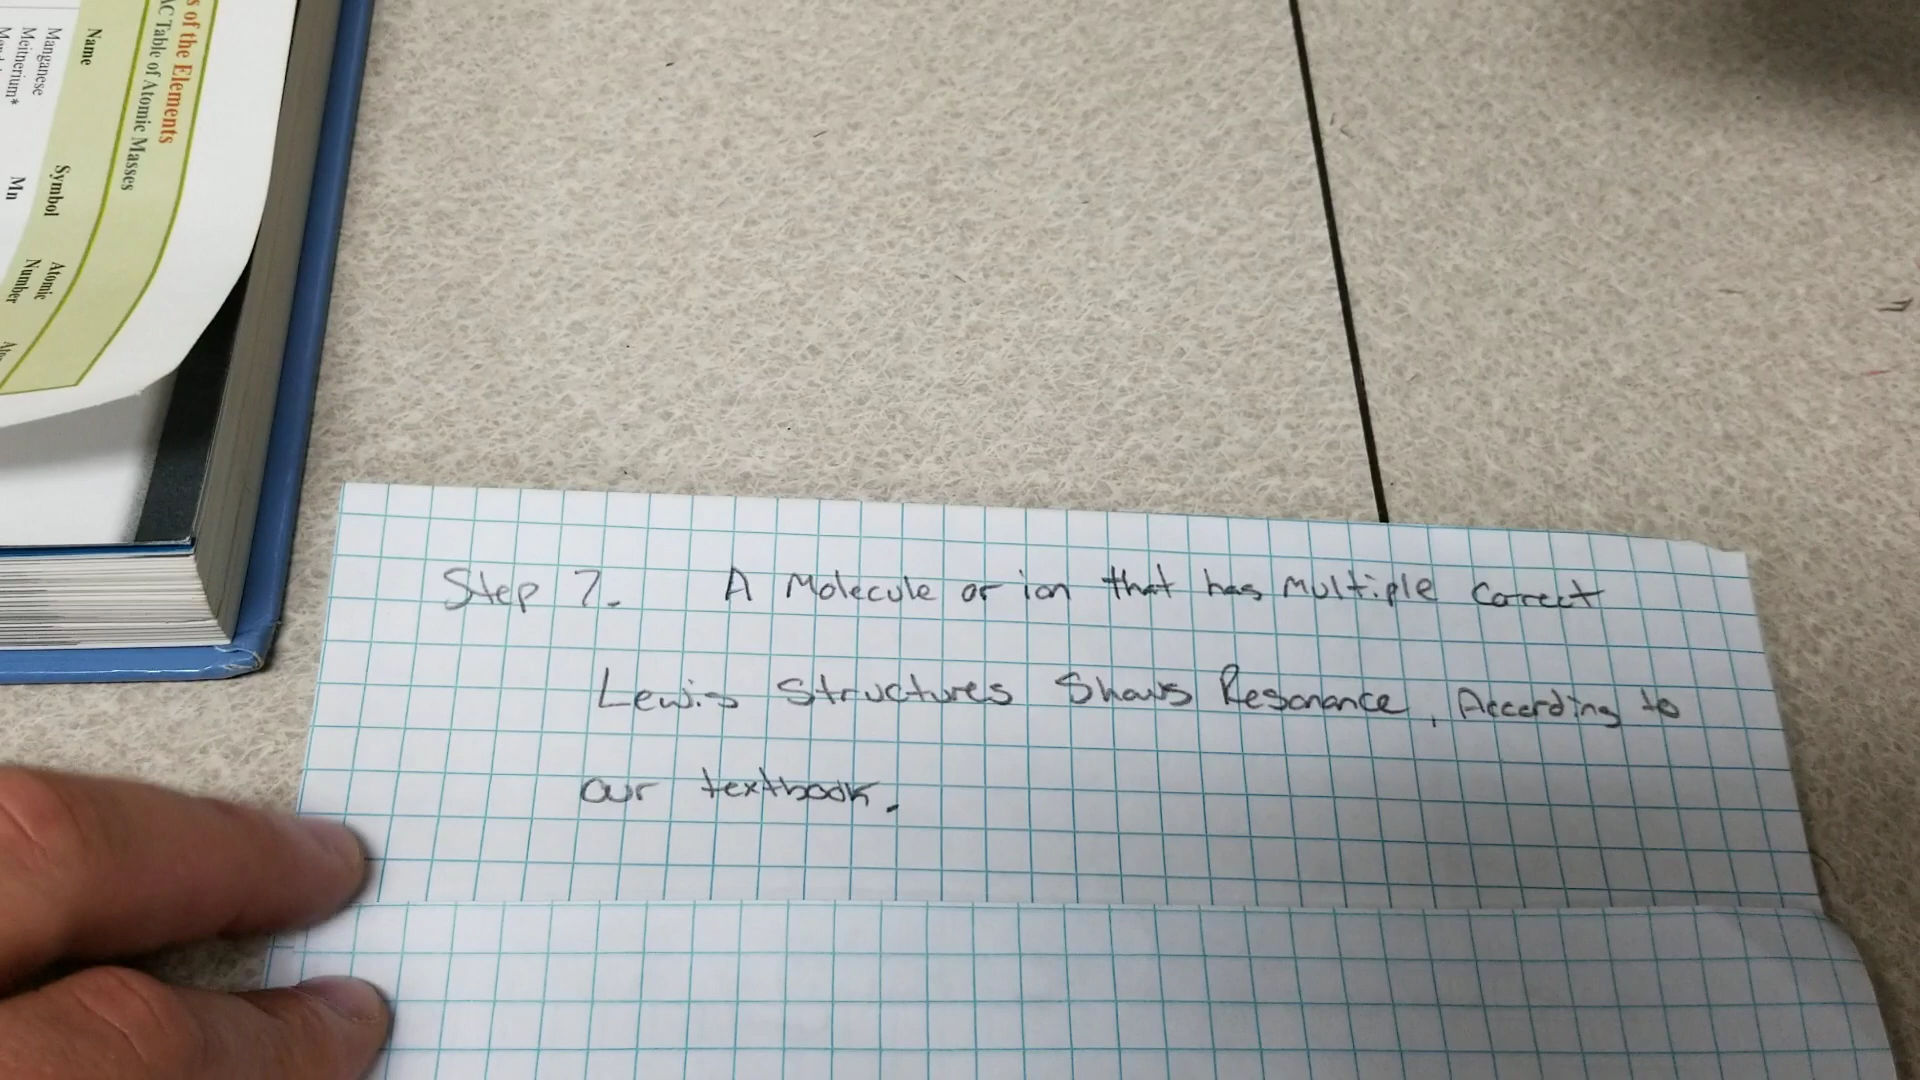 s of the Elements
AC Table of Atomic Masses
Name
Symbol
Atomic
Number
Manganese
Mn
Meitnerium*
Step 7. A Molecule or ion that has Multiple Correct
Lewis Structures Shows Resonance, According to
our textbook.